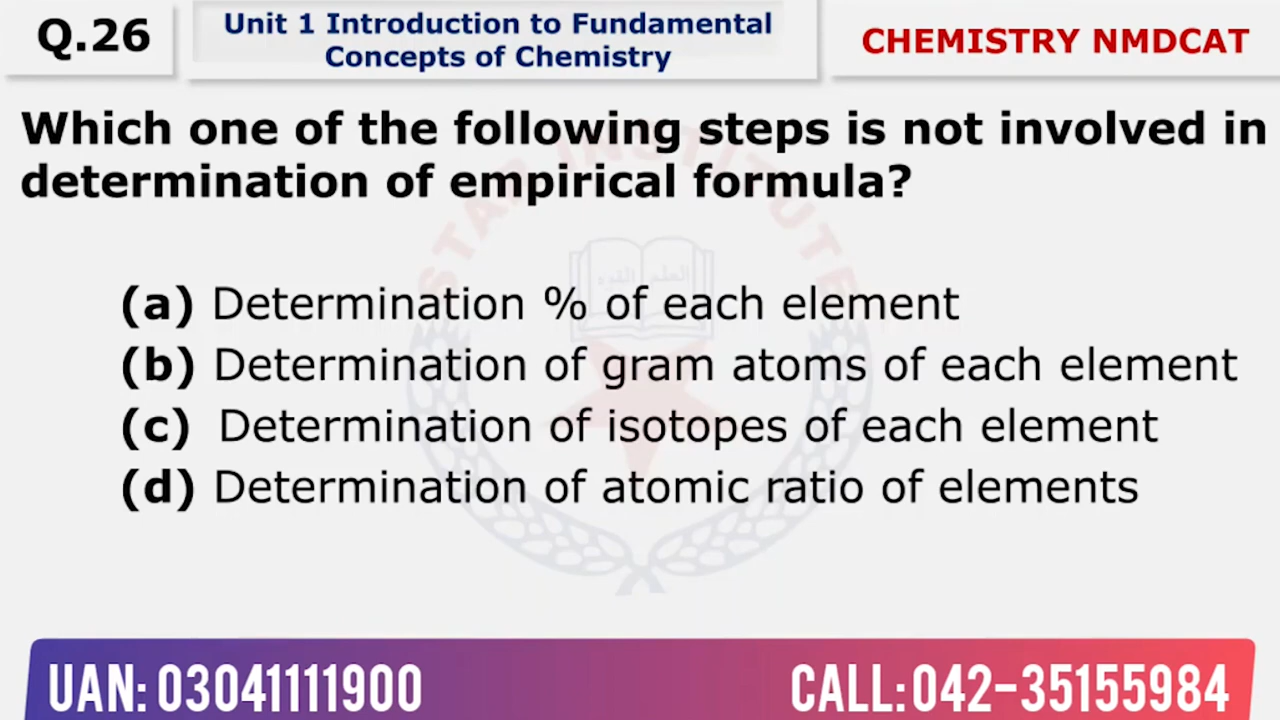 Q.26
Unit 1 Introduction to Fundamental
Concepts of Chemistry
CHEMISTRY NMDCAT
Which one of the following steps is not involved in
determination of empirical formula?
STAR INSTITUTE
(a) Determination % of each element
(b) Determination of gram atoms of each element
(c) Determination of isotopes of each element
(d) Determination of atomic ratio of elements
UAN: 03041111900
CALL:042-35155984